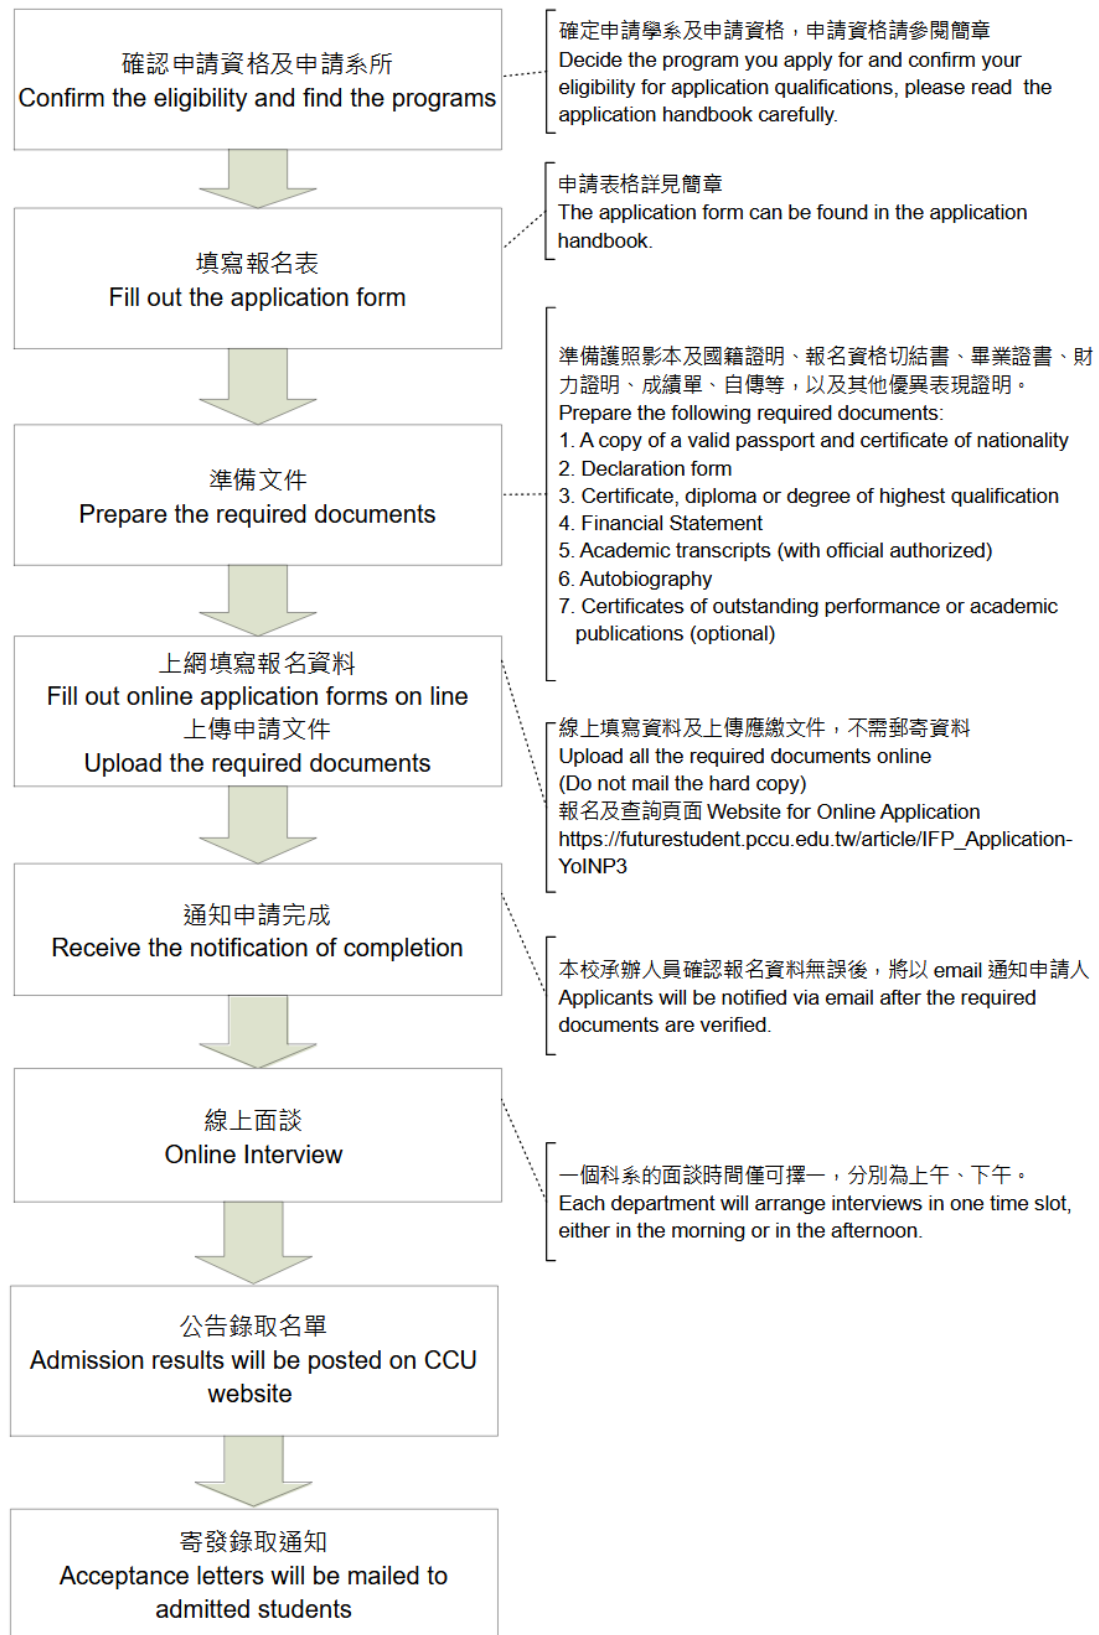 確認申請資格及申請系所
Confirm the eligibility and find the programs
確定申請學系及申請資格，申請資格請參閱簡章
Decide the program you apply for and confirm your
eligibility for application qualifications, please read the
application handbook carefully.
填寫報名表
Fill out the application form
申請表格詳見簡章
The application form can be found in the application
handbook.
準備文件
Prepare the required documents
準備護照影本及國籍證明、報名資格切結書、畢業證書、財
力證明、成績單、自傳等，以及其他優異表現證明。
Prepare the following required documents:
1. A copy of a valid passport and certificate of nationality
2. Declaration form
3. Certificate, diploma or degree of highest qualification
4. Financial Statement
5. Academic transcripts (with official authorized)
6. Autobiography
7. Certificates of outstanding performance or academic
publications (optional)
上網填寫報名資料
Fill out online application forms on line
上傳申請文件
Upload the required documents
線上填寫資料及上傳應繳文件，不需郵寄資料
Upload all the required documents online
(Do not mail the hard copy)
報名及查詢頁面 Website for Online Application
https://futurestudent.pccu.edu.tw/article/IFP_Application-
YoINP3
通知申請完成
Receive the notification of completion
本校承辦人員確認報名資料無誤後，將以 email 通知申請人
Applicants will be notified via email after the required
documents are verified.
線上面談
Online Interview
一個科系的面談時間僅可擇一，分別為上午、下午。
Each department will arrange interviews in one time slot,
either in the morning or in the afternoon.
公告錄取名單
Admission results will be posted on CCU
website
寄發錄取通知
Acceptance letters will be mailed to
admitted students